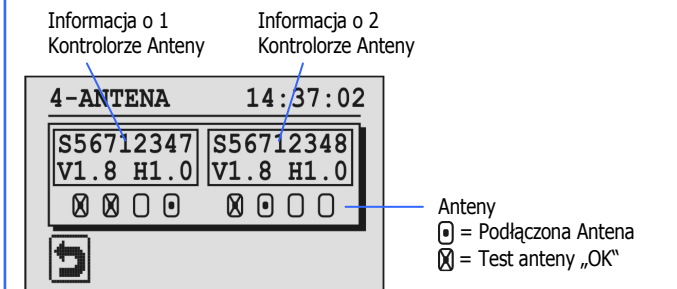 Informacja o 1
Kontrolorze Anteny
Informacja o 2
Kontrolorze Anteny
4-ANTENA 14:37:02
S56712347 S56712348
V1.8 H1.0 V1.8 H1.0
Anteny
= Podłączona Antena
= Test anteny „OK“